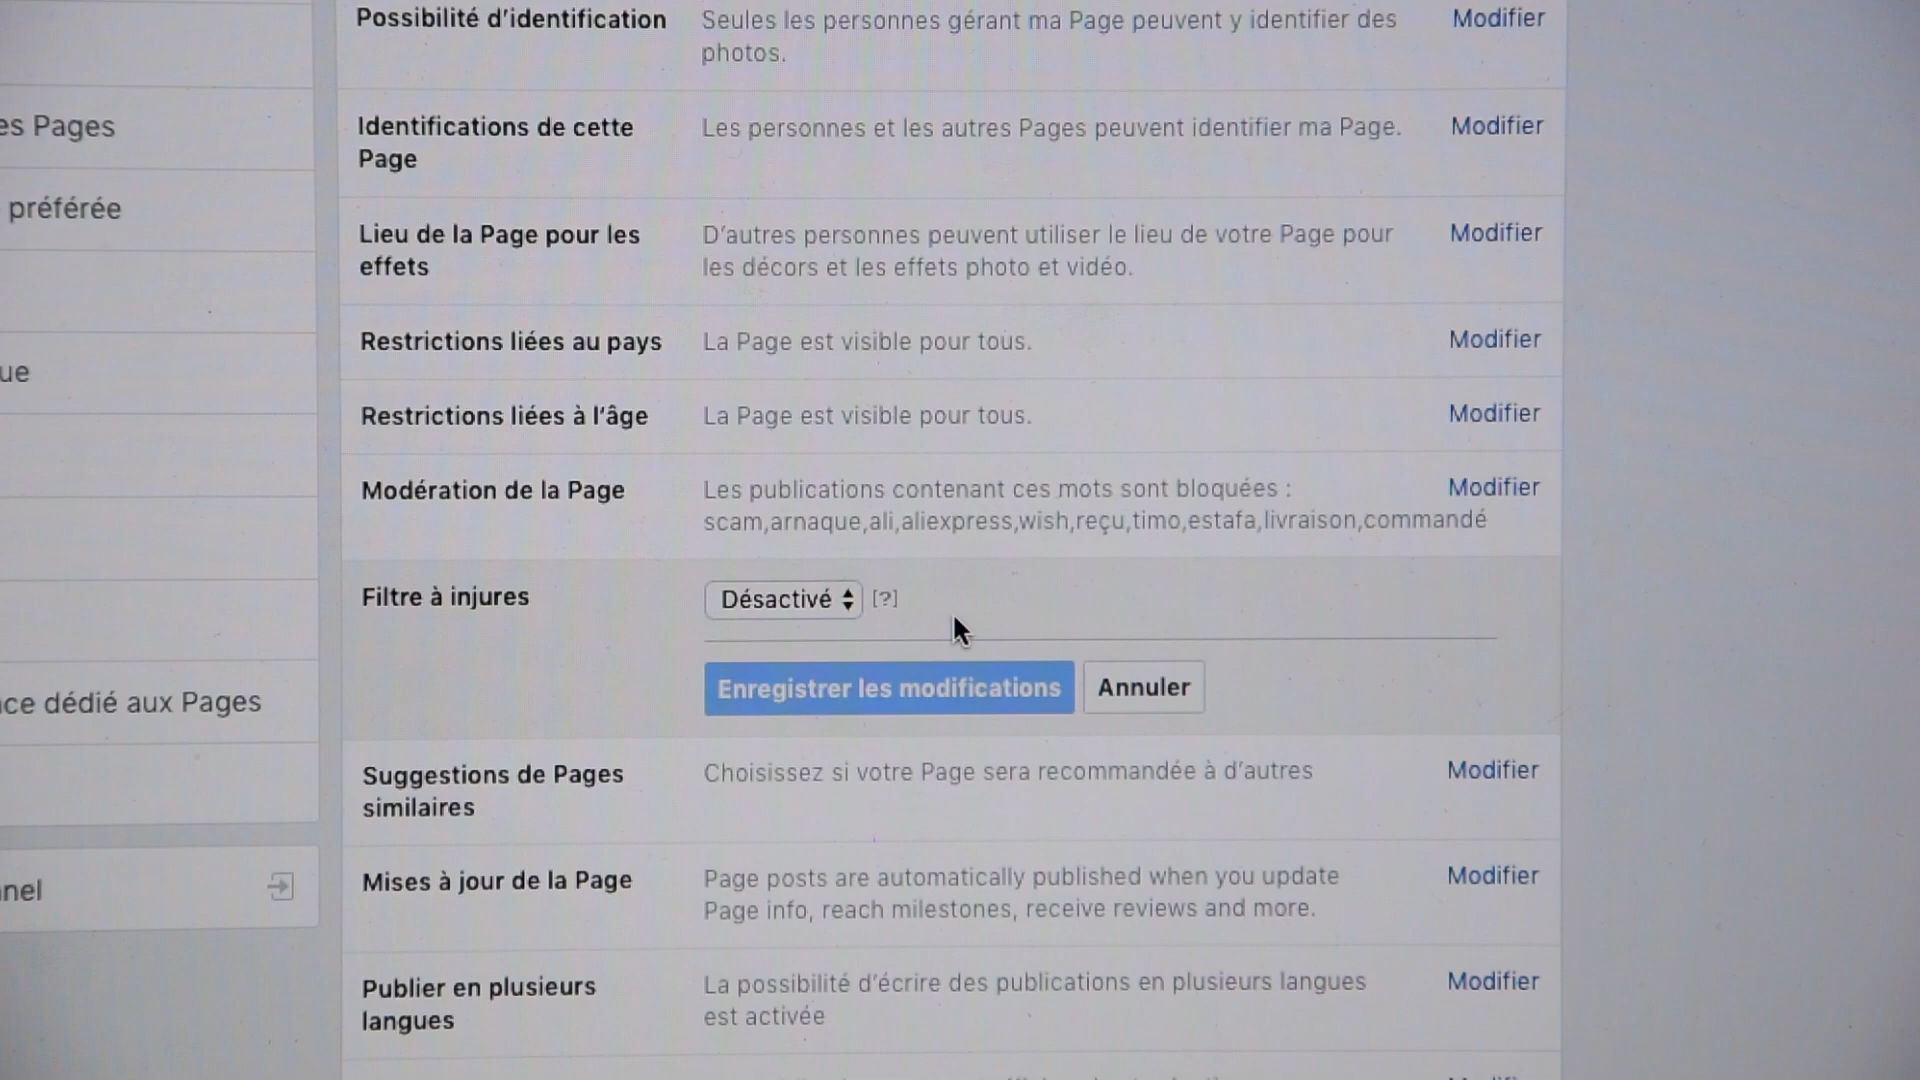 Possibilité d'identification
Seules les personnes gérant ma Page peuvent y identifier des
photos.
Modifier
es Pages
Identifications de cette
Page
Les personnes et les autres Pages peuvent identifier ma Page.
Modifier
préférée
Lieu de la Page pour les
effets
D'autres personnes peuvent utiliser le lieu de votre Page pour
les décors et les effets photo et vidéo.
Modifier
Restrictions liées au pays
La Page est visible pour tous.
Modifier
ue
Restrictions liées à l'âge
La Page est visible pour tous.
Modifier
Modération de la Page
Les publications contenant ces mots sont bloquées :
scam,arnaque,ali,aliexpress,wish,reçu,timo,estafa,livraison,commandé
Modifier
Filtre à injures
Désactivé [?]
Enregistrer les modifications
Annuler
ce dédié aux Pages
Suggestions de Pages
similaires
Choisissez si votre Page sera recommandée à d'autres
Modifier
nel
Mises à jour de la Page
Page posts are automatically published when you update
Page info, reach milestones, receive reviews and more.
Modifier
Publier en plusieurs
langues
La possibilité d'écrire des publications en plusieurs langues
est activée
Modifier